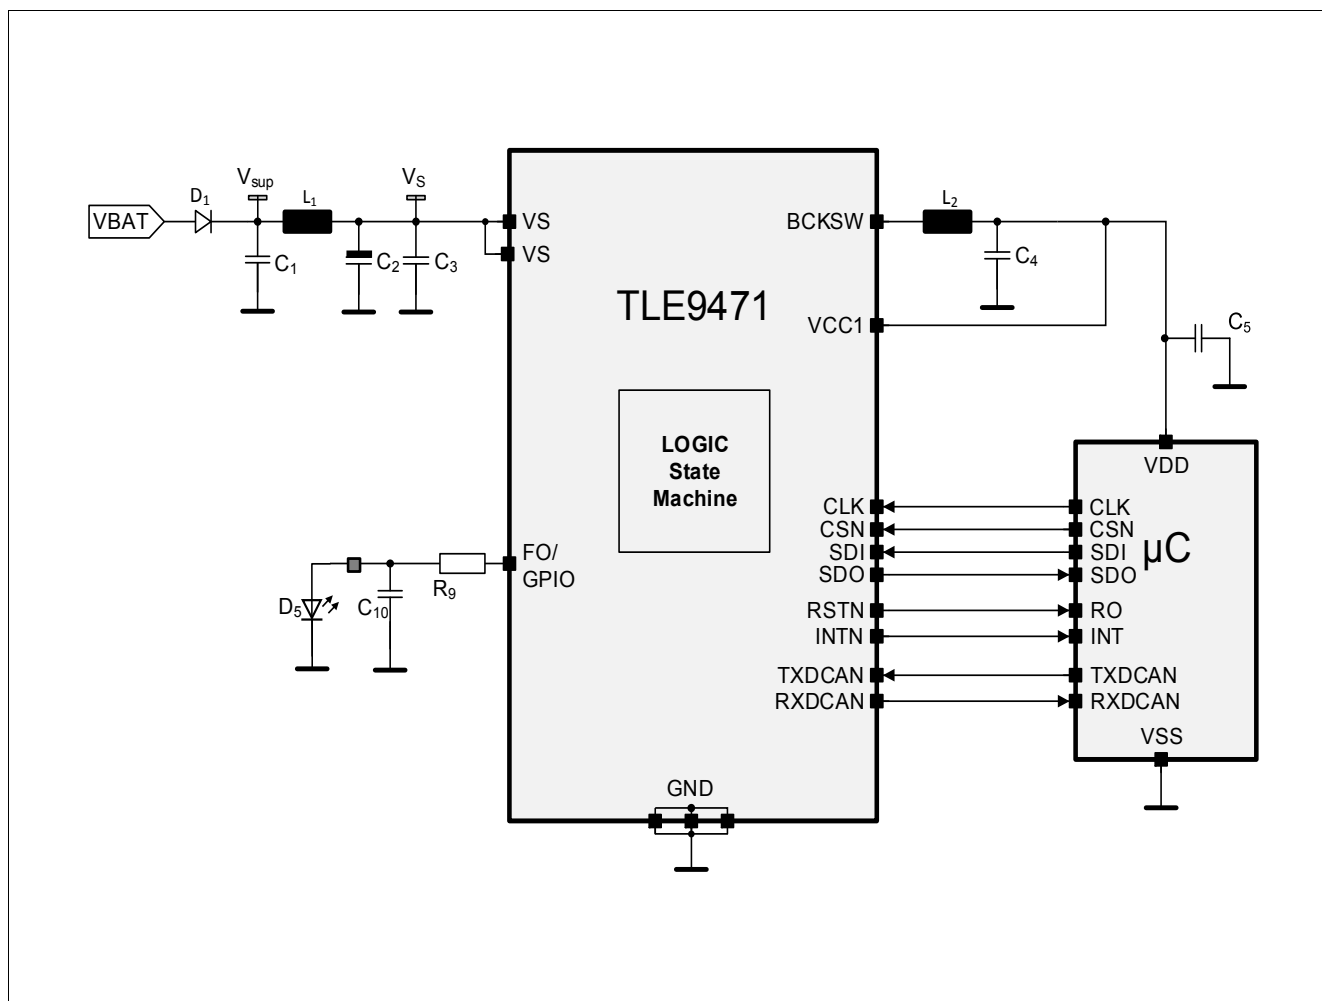 VBAT
D1
Vsup
L1
VS
C1
C2
C3
VS
VS
TLE9471
LOGIC
State
Machine
BCKSW
L2
C4
VCC1
C5
VDD
µC
CLK
CSN
SDI
SDO
RSTN
INTN
TXDCAN
RXDCAN
CLK
CSN
SDI
SDO
RO
INT
TXDCAN
RXDCAN
VSS
FO/
GPIO
R9
C10
D5
GND